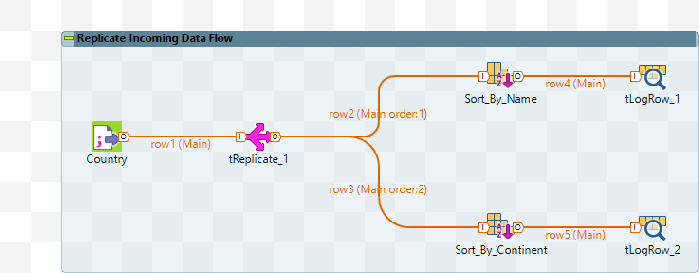 Replicate Incoming Data Flow
Sort_By_Name
row4 (Main)
tLogRow_1
row2 (Main order:1)
Country
row1 (Main)
tReplicate_1
row3 (Main order:2)
Sort_By_Continent
row5 (Main)
tLogRow_2